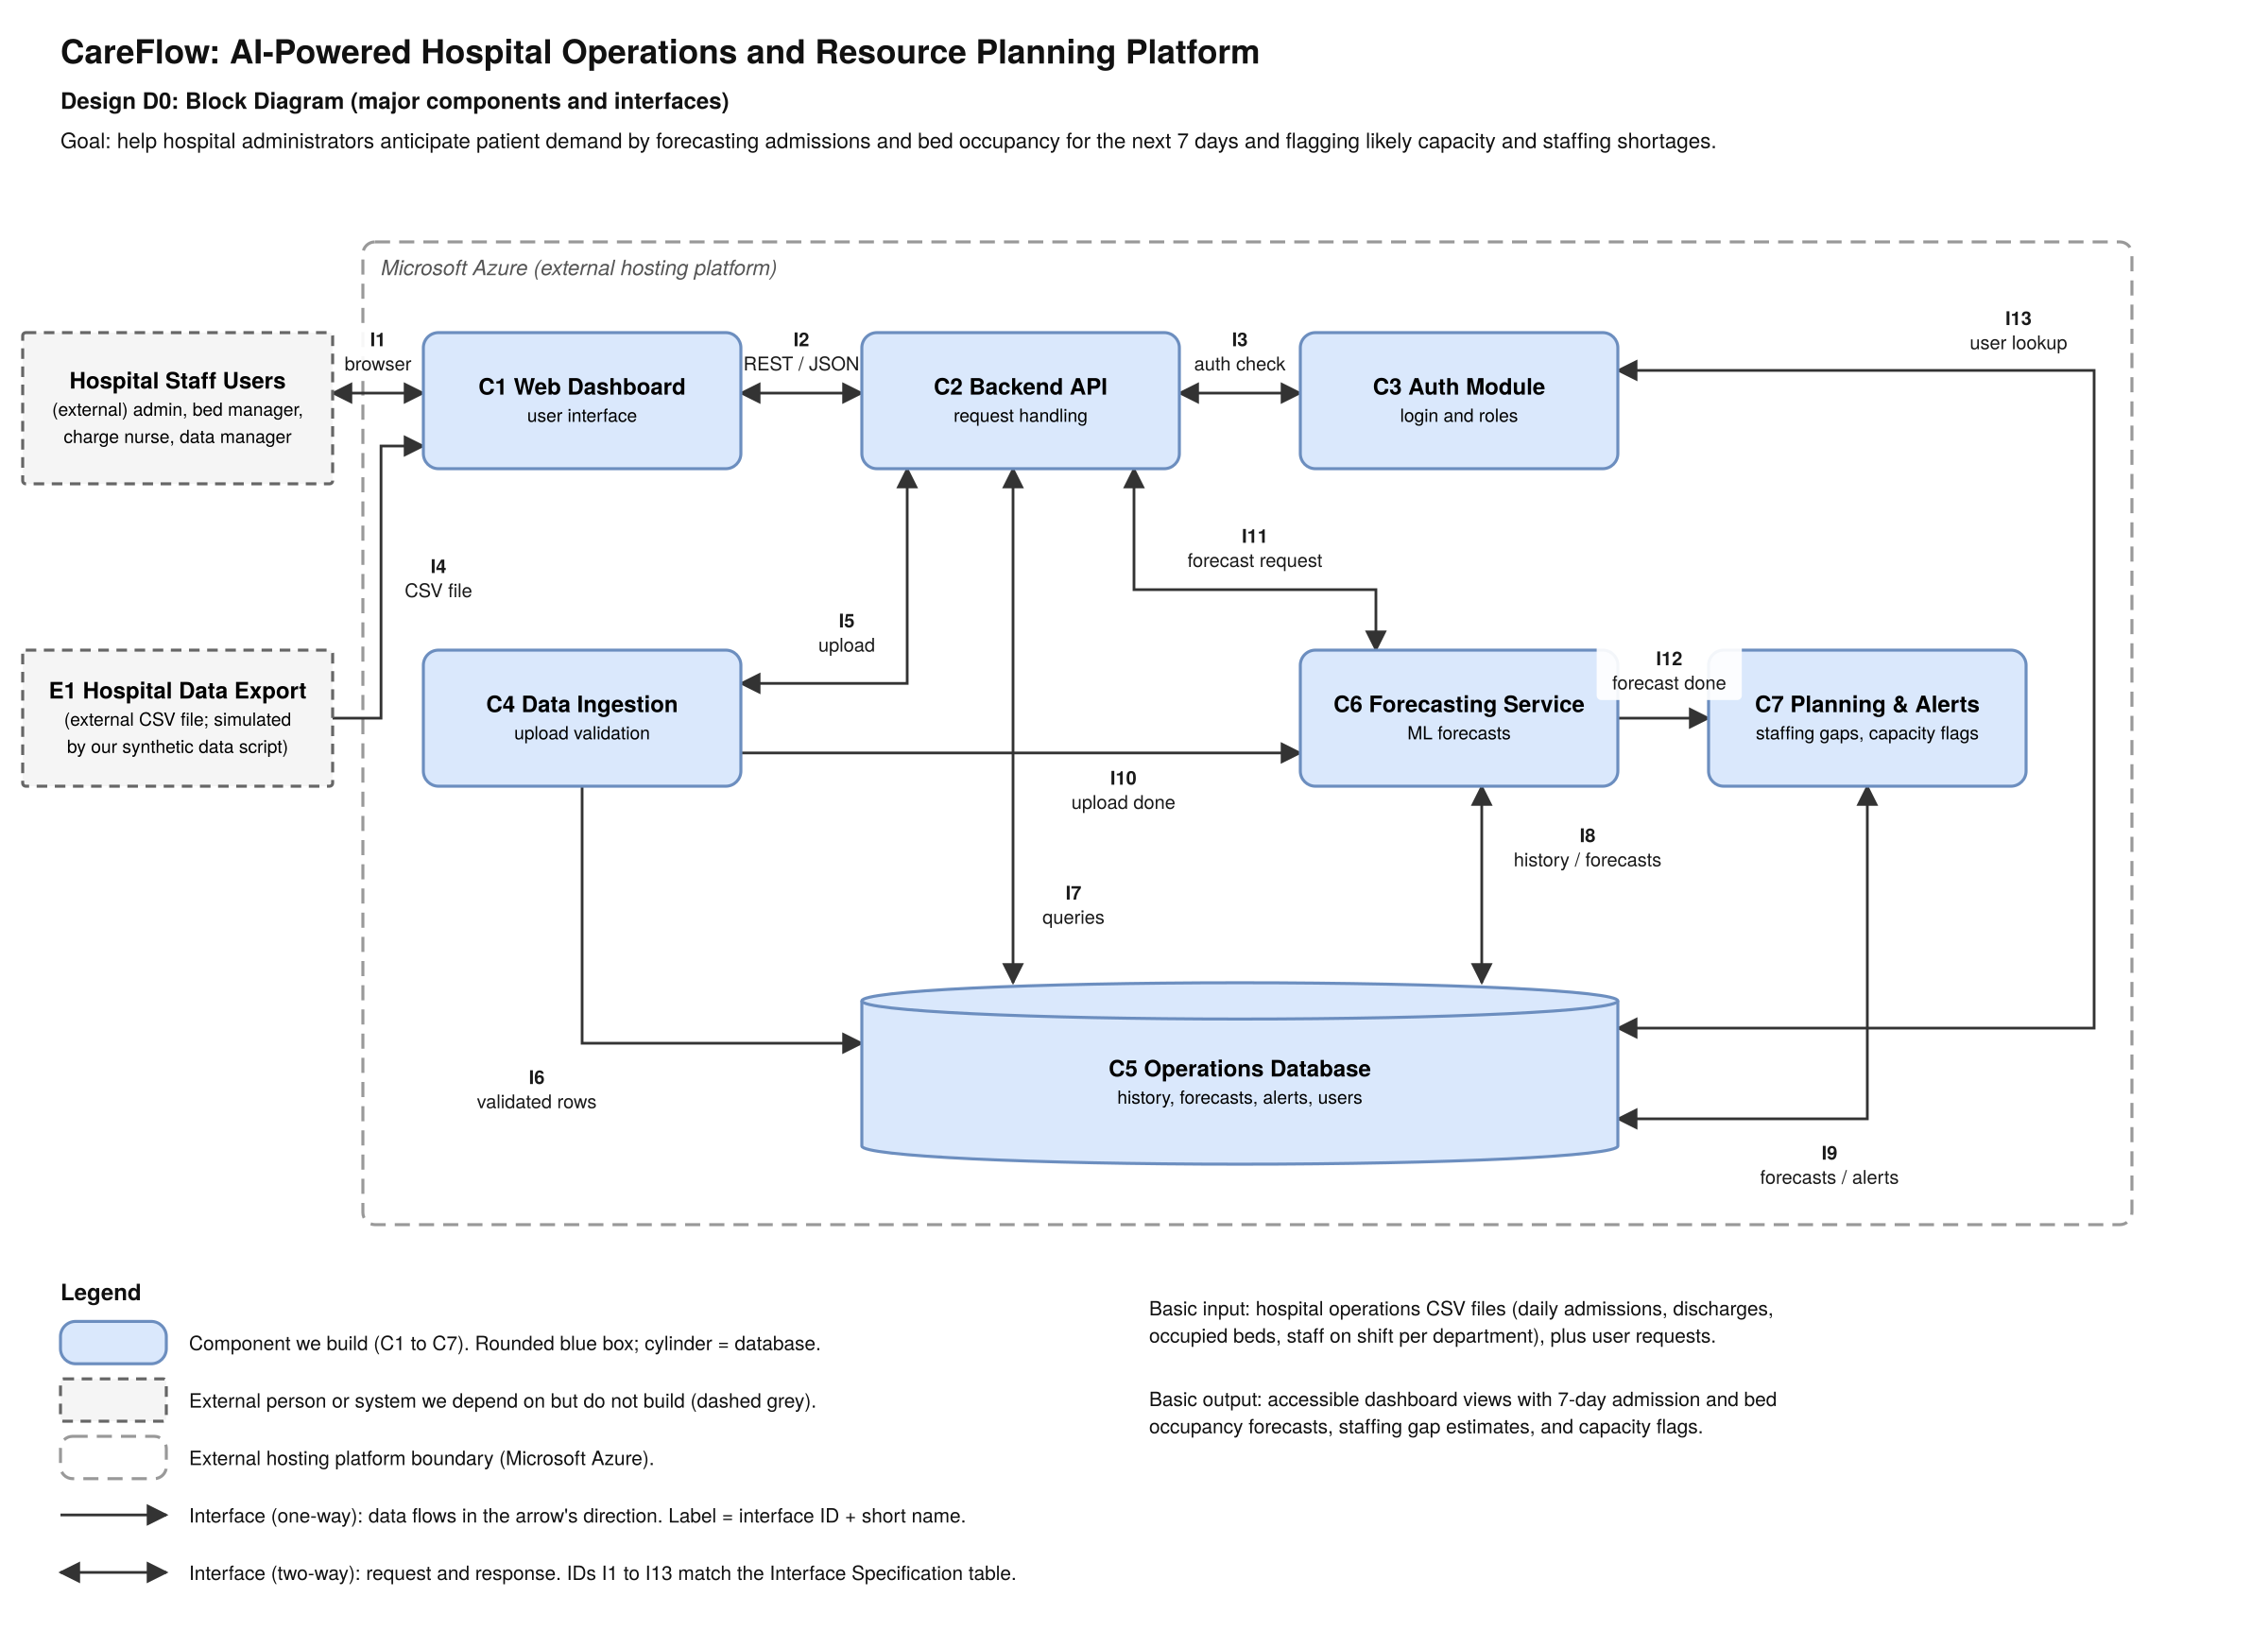 CareFlow: AI-Powered Hospital Operations and Resource Planning Platform
Design D0: Block Diagram (major components and interfaces)
Goal: help hospital administrators anticipate patient demand by forecasting admissions and bed occupancy for the next 7 days and flagging likely capacity and staffing shortages.
Microsoft Azure (external hosting platform)
Hospital Staff Users
(external) admin, bed manager,
charge nurse, data manager
I1
browser
C1 Web Dashboard
user interface
I2
REST / JSON
C2 Backend API
request handling
I3
auth check
C3 Auth Module
login and roles
I13
user lookup
I4
CSV file
I11
forecast request
I5
upload
E1 Hospital Data Export
(external CSV file; simulated
by our synthetic data script)
C4 Data Ingestion
upload validation
C6 Forecasting Service
ML forecasts
I12
forecast done
C7 Planning & Alerts
staffing gaps, capacity flags
I10
upload done
I8
history / forecasts
I7
queries
I6
validated rows
C5 Operations Database
history, forecasts, alerts, users
I9
forecasts / alerts
Legend
Component we build (C1 to C7). Rounded blue box; cylinder = database.
External person or system we depend on but do not build (dashed grey).
External hosting platform boundary (Microsoft Azure).
Interface (one-way): data flows in the arrow's direction. Label = interface ID + short name.
Interface (two-way): request and response. IDs I1 to I13 match the Interface Specification table.
Basic input: hospital operations CSV files (daily admissions, discharges,
occupied beds, staff on shift per department), plus user requests.
Basic output: accessible dashboard views with 7-day admission and bed
occupancy forecasts, staffing gap estimates, and capacity flags.